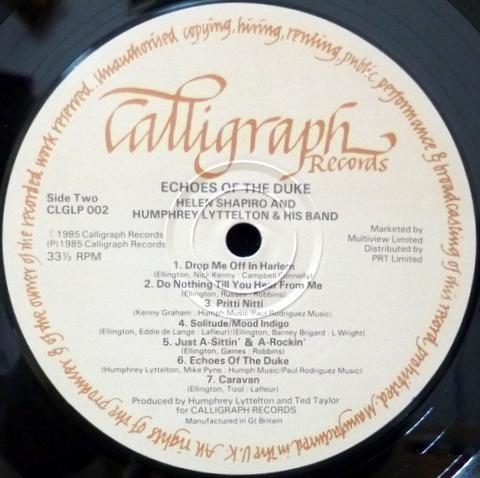 All rights of the producer & of the owner of the recorded work reserved. Unauthorised copying, hiring, renting, public performance & broadcasting of this record prohibited. Manufactured in the U.K.
Calligraph
Records
ECHOES OF THE DUKE
HELEN SHAPIRO AND
HUMPHREY LYTTELTON & HIS BAND
Side Two
CLGLP 002
©1985 Calligraph Records
(P)1985 Calligraph Records
33⅓ RPM
Marketed by
Multiview Limited
Distributed by
PRT Limited
1. Drop Me Off In Harlem
(Ellington, Nick Kenny : Campbell Connelly)
2. Do Nothing Till You Hear From Me
(Ellington, Russell : Robbins)
3. Pritti Nitti
(Kenny Graham : Humph Music/Paul Rodriguez Music)
4. Solitude/Mood Indigo
(Ellington, Eddie de Lange : Lafleur)/(Ellington, Barney Brigard : L Wright)
5. Just A-Sittin' & A-Rockin'
(Ellington, Gaines : Robbins)
6. Echoes Of The Duke
(Humphrey Lyttelton, Mike Pyne : Humph Music/Paul Rodriguez Music)
7. Caravan
(Ellington, Tizol : Lafleur)
Produced by Humphrey Lyttelton and Ted Taylor
for CALLIGRAPH RECORDS
Manufactured in Gt Britain